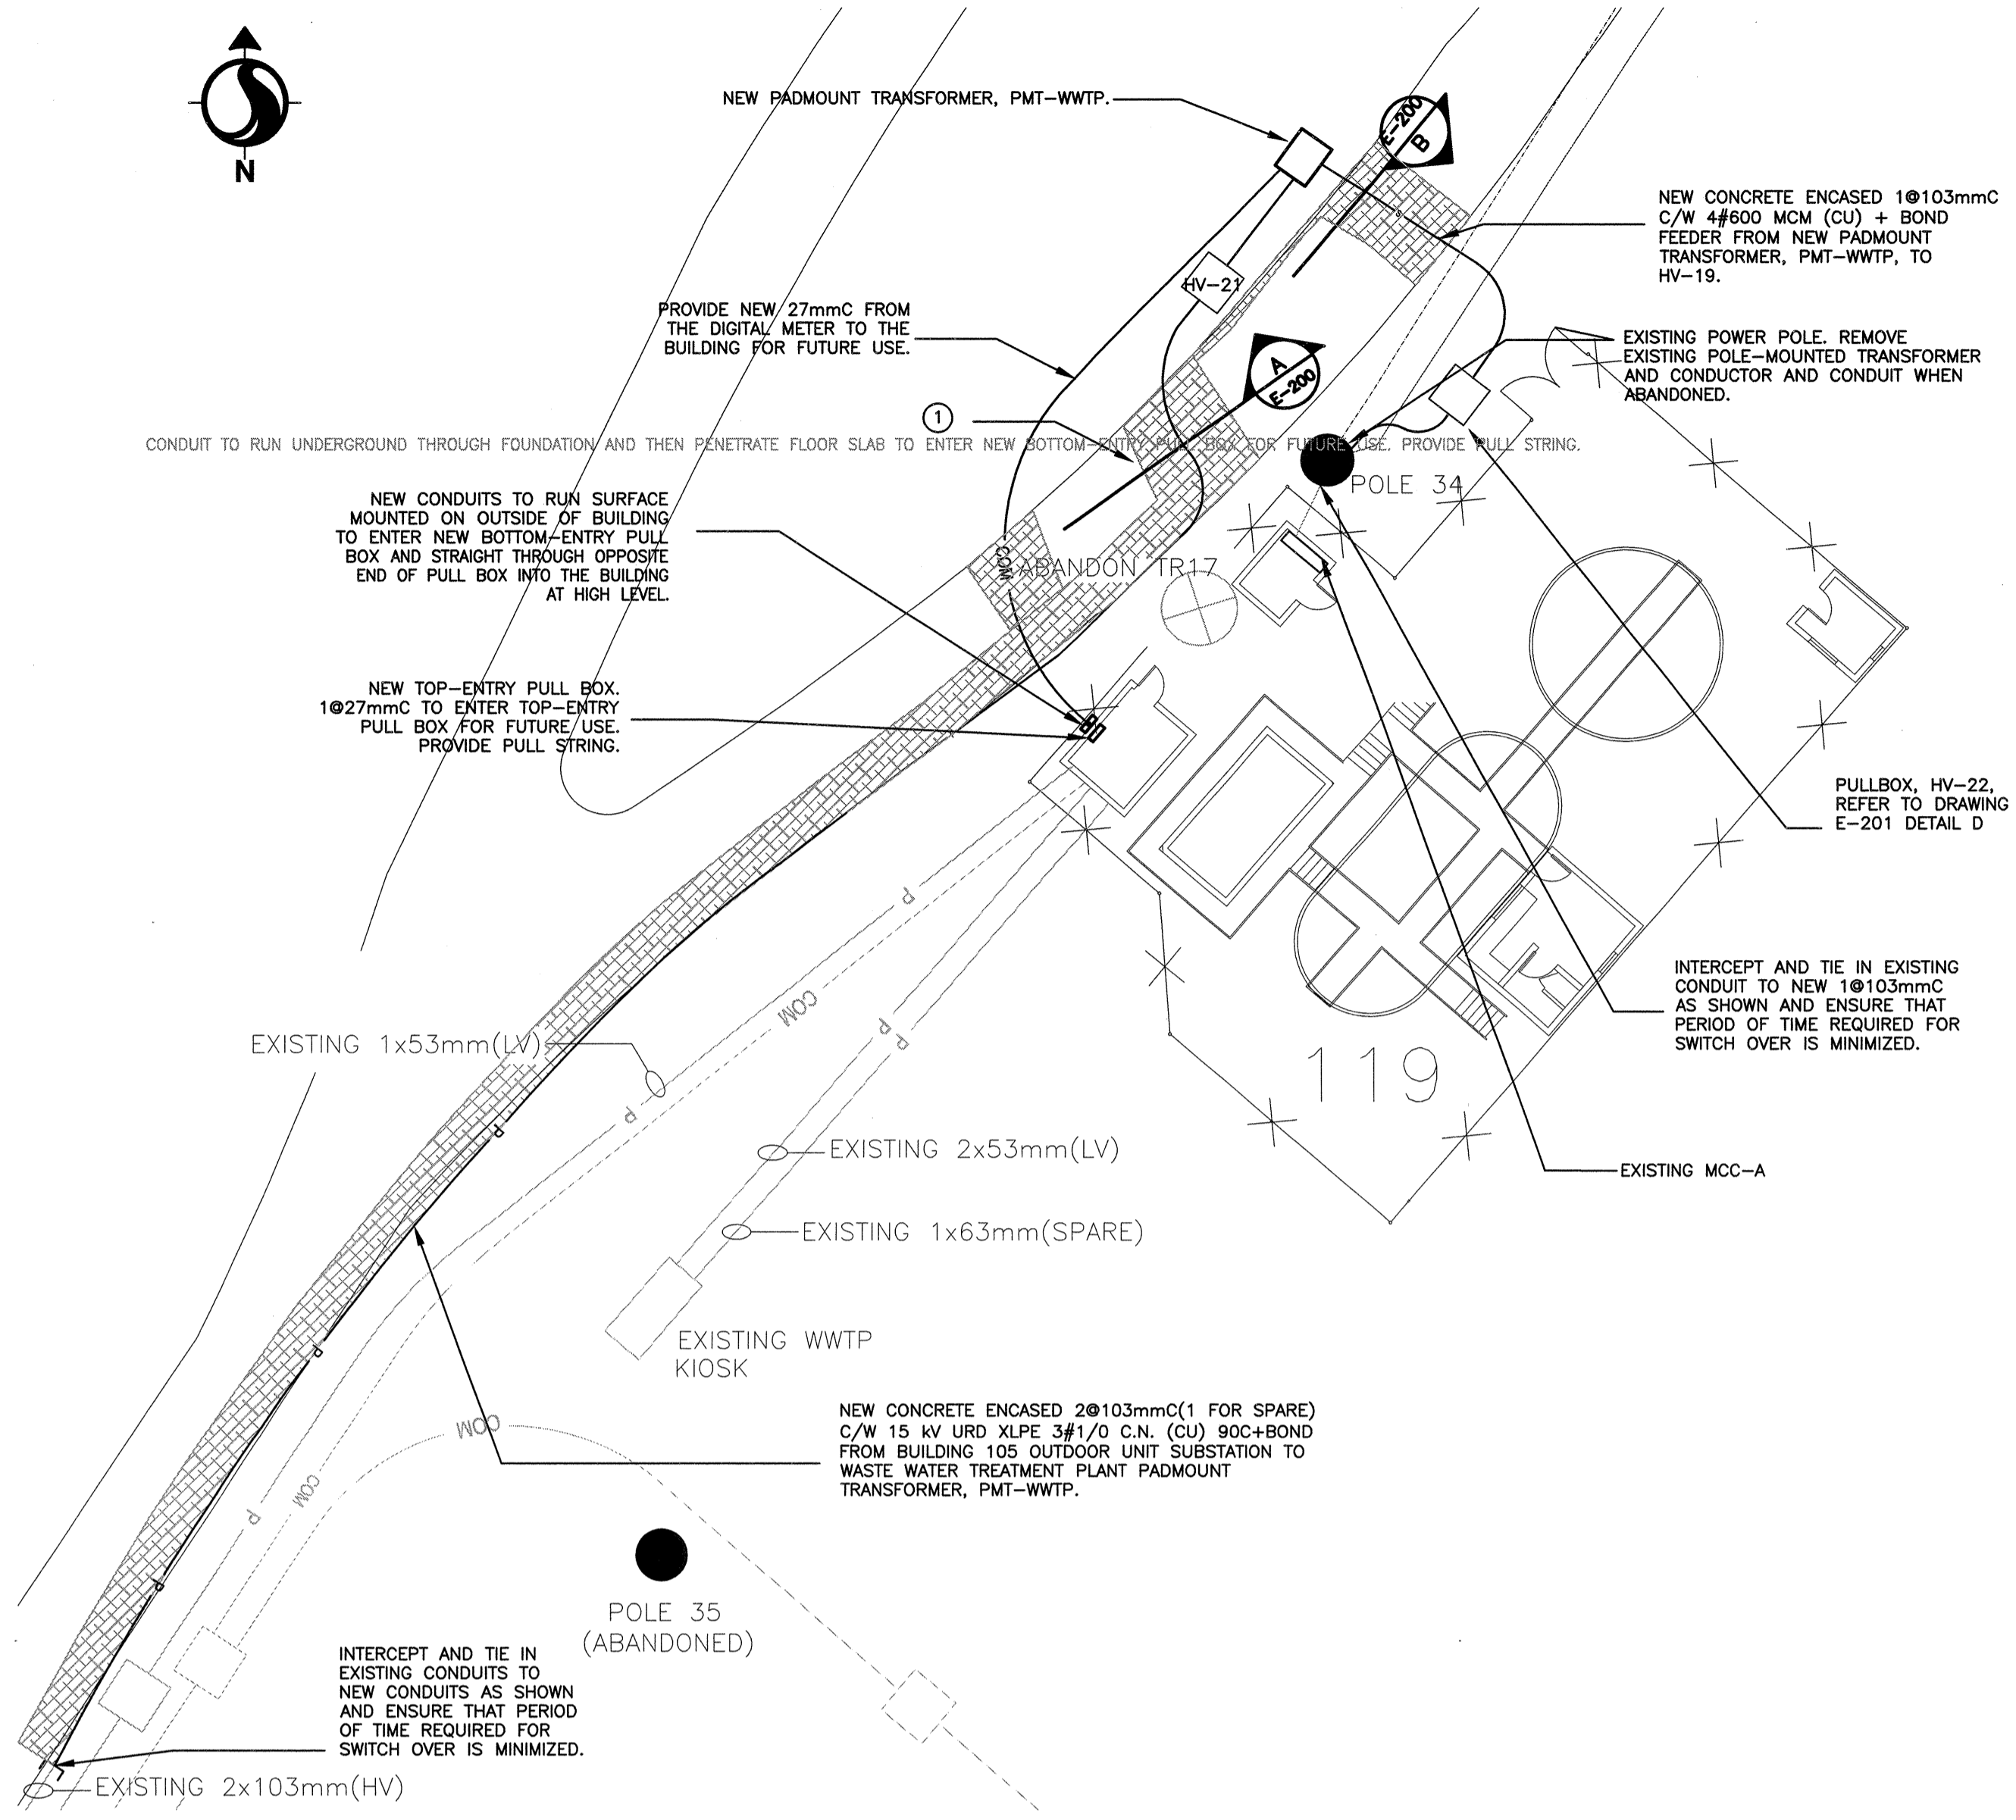 N
NEW PADMOUNT TRANSFORMER, PMT-WWTP.
E-200
B
NEW CONCRETE ENCASED 1@103mmC
C/W 4#600 MCM (CU) + BOND
FEEDER FROM NEW PADMOUNT
TRANSFORMER, PMT-WWTP, TO
HV-19.
HV-21
PROVIDE NEW 27mmC FROM
THE DIGITAL METER TO THE
BUILDING FOR FUTURE USE.
EXISTING POWER POLE. REMOVE
EXISTING POLE-MOUNTED TRANSFORMER
AND CONDUCTOR AND CONDUIT WHEN
ABANDONED.
A
E-200
1
CONDUIT TO RUN UNDERGROUND THROUGH FOUNDATION AND THEN PENETRATE FLOOR SLAB TO ENTER NEW BOTTOM-ENTRY PULL BOX FOR FUTURE USE. PROVIDE PULL STRING.
POLE 34
NEW CONDUITS TO RUN SURFACE
MOUNTED ON OUTSIDE OF BUILDING
TO ENTER NEW BOTTOM-ENTRY PULL
BOX AND STRAIGHT THROUGH OPPOSITE
END OF PULL BOX INTO THE BUILDING
AT HIGH LEVEL.
COM
ABANDON TR17
NEW TOP-ENTRY PULL BOX.
1@27mmC TO ENTER TOP-ENTRY
PULL BOX FOR FUTURE USE.
PROVIDE PULL STRING.
PULLBOX, HV-22,
REFER TO DRAWING
E-201 DETAIL D
P
COM
P
P
INTERCEPT AND TIE IN EXISTING
CONDUIT TO NEW 1@103mmC
AS SHOWN AND ENSURE THAT
PERIOD OF TIME REQUIRED FOR
SWITCH OVER IS MINIMIZED.
EXISTING 1x53mm(LV)
119
P
P
EXISTING 2x53mm(LV)
EXISTING MCC-A
EXISTING 1x63mm(SPARE)
EXISTING WWTP
KIOSK
P
NEW CONCRETE ENCASED 2@103mmC(1 FOR SPARE)
C/W 15 kV URD XLPE 3#1/0 C.N. (CU) 90C+BOND
FROM BUILDING 105 OUTDOOR UNIT SUBSTATION TO
WASTE WATER TREATMENT PLANT PADMOUNT
TRANSFORMER, PMT-WWTP.
COM
COM
P
P
POLE 35
(ABANDONED)
INTERCEPT AND TIE IN
EXISTING CONDUITS TO
NEW CONDUITS AS SHOWN
AND ENSURE THAT PERIOD
OF TIME REQUIRED FOR
SWITCH OVER IS MINIMIZED.
EXISTING 2x103mm(HV)